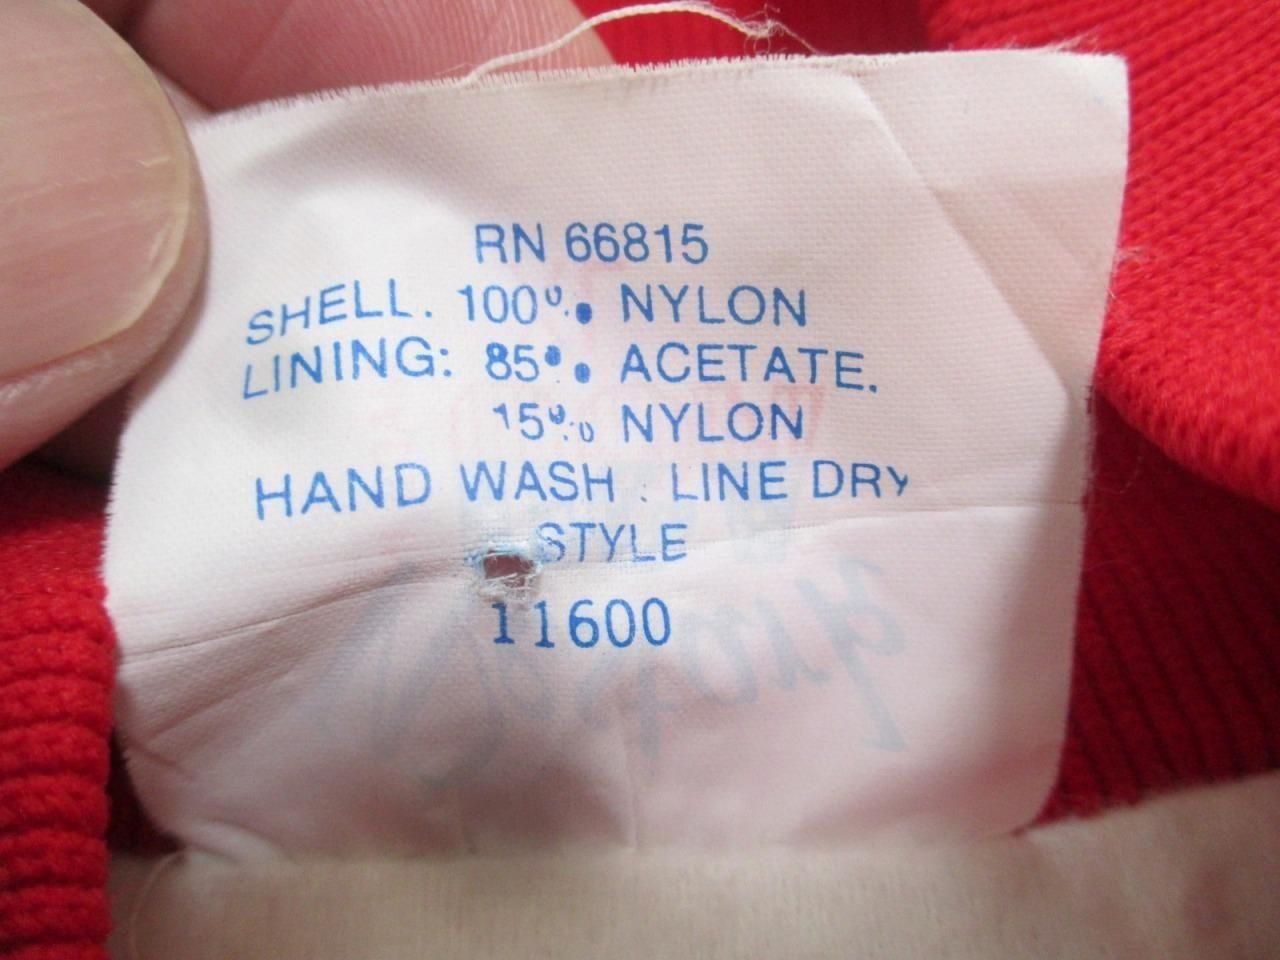 RN 66815
SHELL. 100% NYLON
LINING: 85% ACETATE.
15% NYLON
HAND WASH . LINE DRY
STYLE
11600